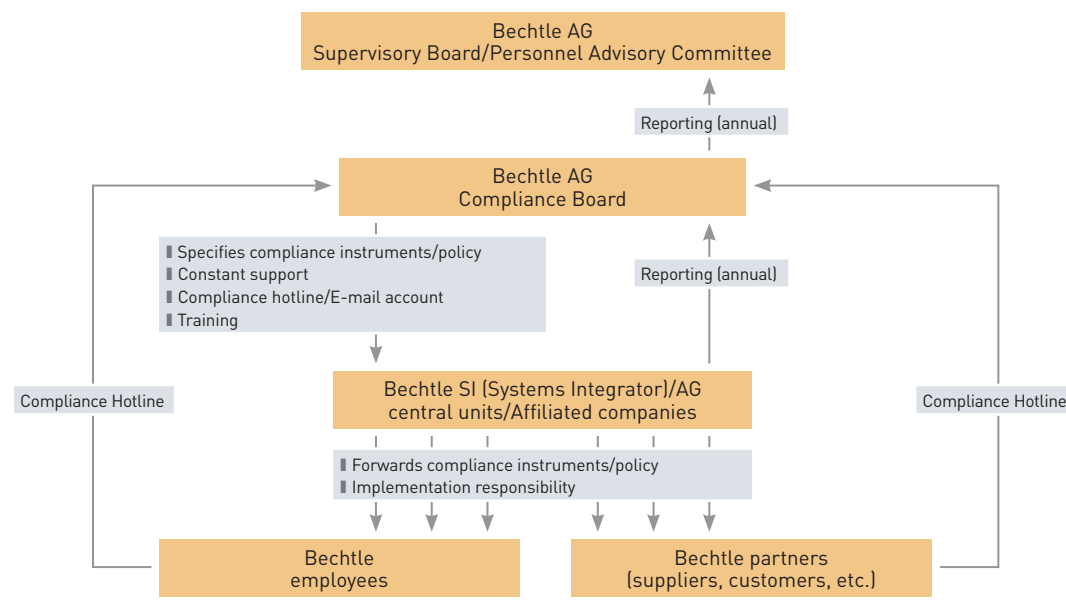 Bechtle AG
Supervisory Board/Personnel Advisory Committee
Reporting (annual)
Bechtle AG
Compliance Board
Specifies compliance instruments/policy
Constant support
Compliance hotline/E-mail account
Training
Reporting (annual)
Bechtle SI (Systems Integrator)/AG
central units/Affiliated companies
Compliance Hotline
Compliance Hotline
Forwards compliance instruments/policy
Implementation responsibility
Bechtle
employees
Bechtle partners
(suppliers, customers, etc.)